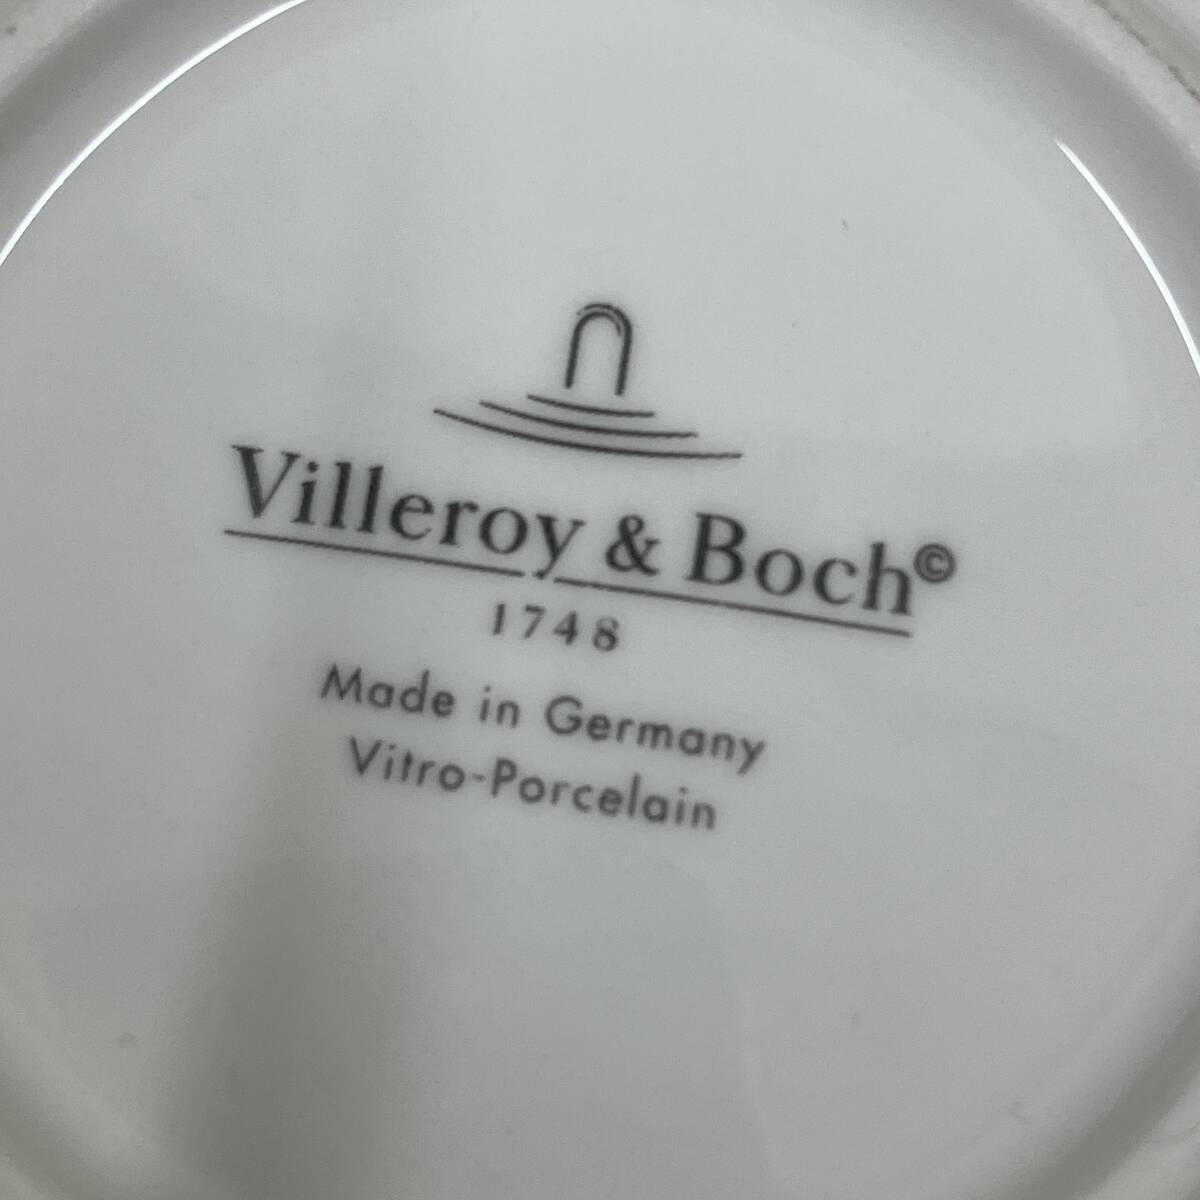 Villeroy & Boch©
1748
Made in Germany
Vitro-Porcelain